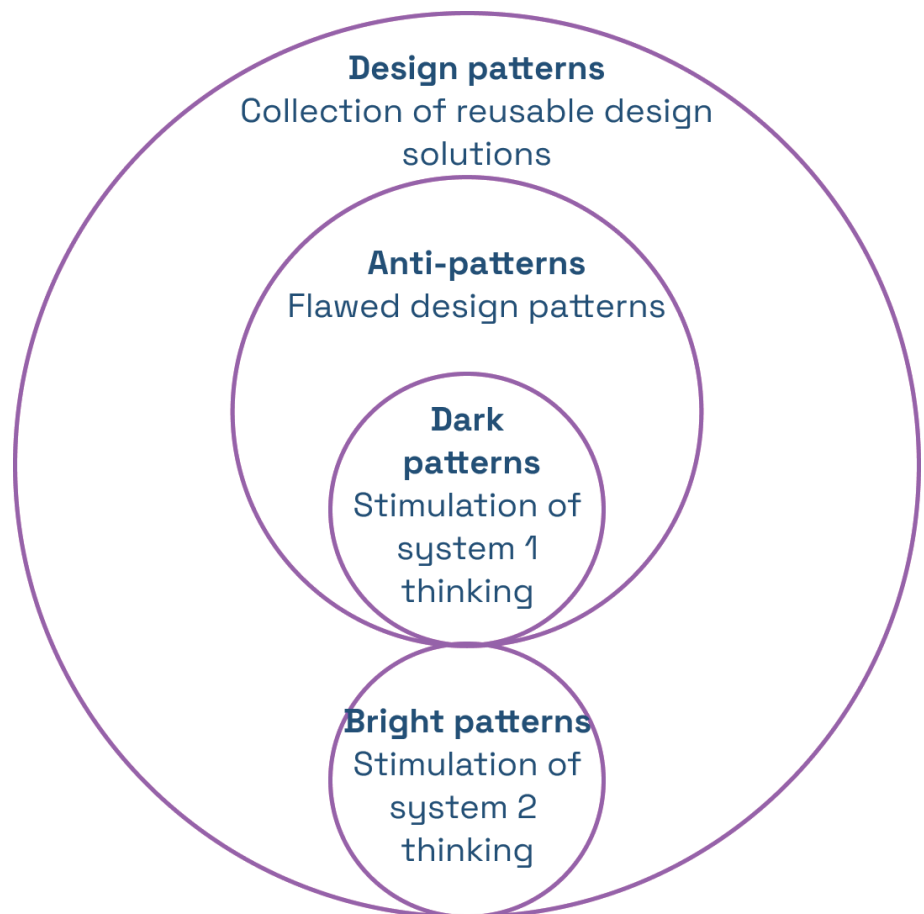 Design patterns
Collection of reusable design
solutions
Anti-patterns
Flawed design patterns
Dark
patterns
Stimulation of
system 1
thinking
Bright patterns
Stimulation of
system 2
thinking